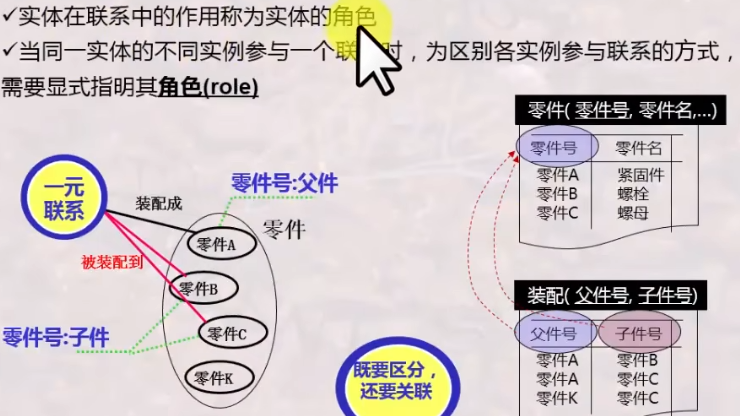 ✓实体在联系中的作用称为实体的角色
✓当同一实体的不同实例参与一个联系时，为区别各实例参与联系的方式，
需要显式指明其角色(role)
零件( 零件号, 零件名,...)
零件号 零件名
零件A 紧固件
零件B 螺栓
零件C 螺母
一元
联系
装配成
零件号:父件
零件
零件A
被装配到
零件B
零件号:子件
零件C
零件K
既要区分，
还要关联
装配( 父件号, 子件号)
父件号 子件号
零件A 零件B
零件A 零件C
零件K 零件C